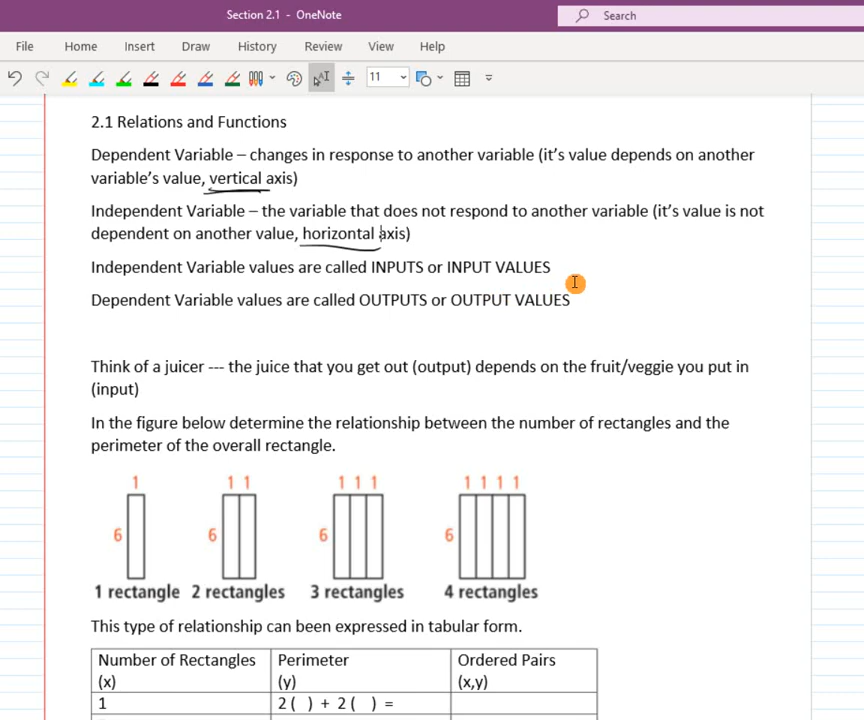 Section 2.1 - OneNote
Search
File Home Insert Draw History Review View Help
11
2.1 Relations and Functions
Dependent Variable – changes in response to another variable (it’s value depends on another
variable’s value, vertical axis)
Independent Variable – the variable that does not respond to another variable (it’s value is not
dependent on another value, horizontal axis)
Independent Variable values are called INPUTS or INPUT VALUES
Dependent Variable values are called OUTPUTS or OUTPUT VALUES
Think of a juicer --- the juice that you get out (output) depends on the fruit/veggie you put in
(input)
In the figure below determine the relationship between the number of rectangles and the
perimeter of the overall rectangle.
1 1 1 1 1 1 1 1 1 1
6 6 6 6
1 rectangle 2 rectangles 3 rectangles 4 rectangles
This type of relationship can been expressed in tabular form.
Number of Rectangles Perimeter Ordered Pairs
(x) (y) (x,y)
1 2 ( ) + 2 ( ) =